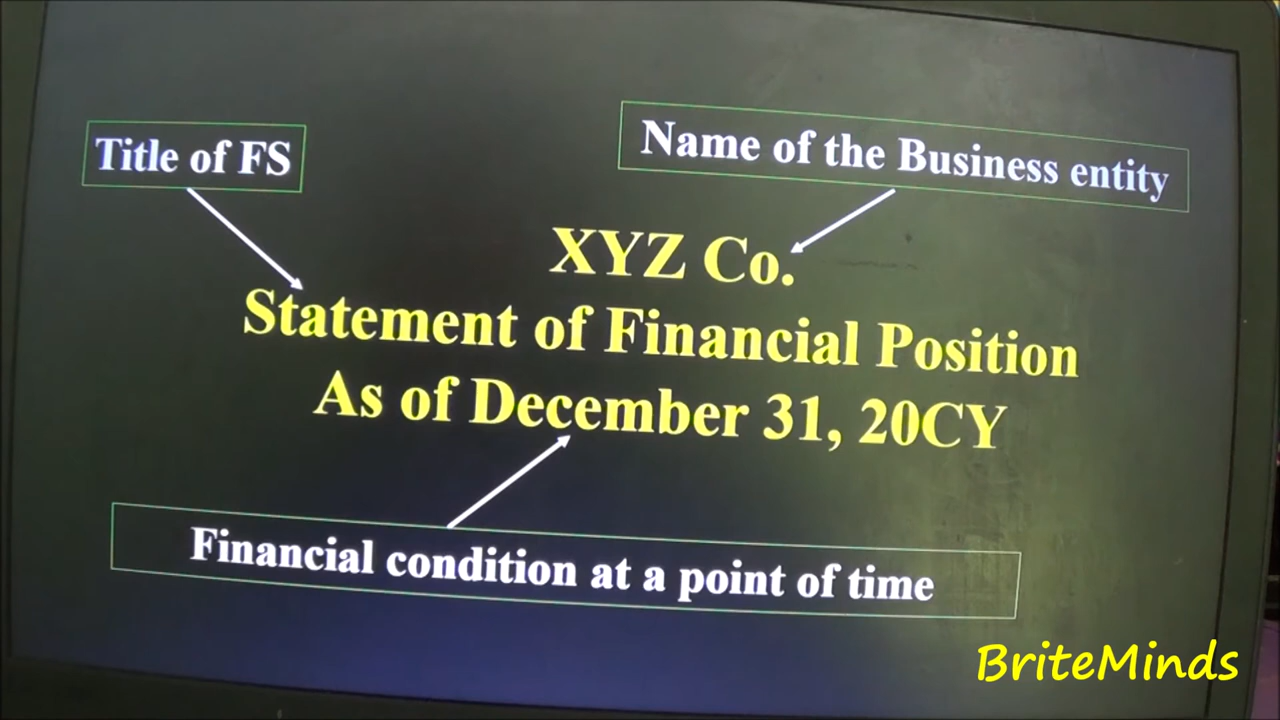 Title of FS
Name of the Business entity
XYZ Co.
Statement of Financial Position
As of December 31, 20CY
Financial condition at a point of time
BriteMinds